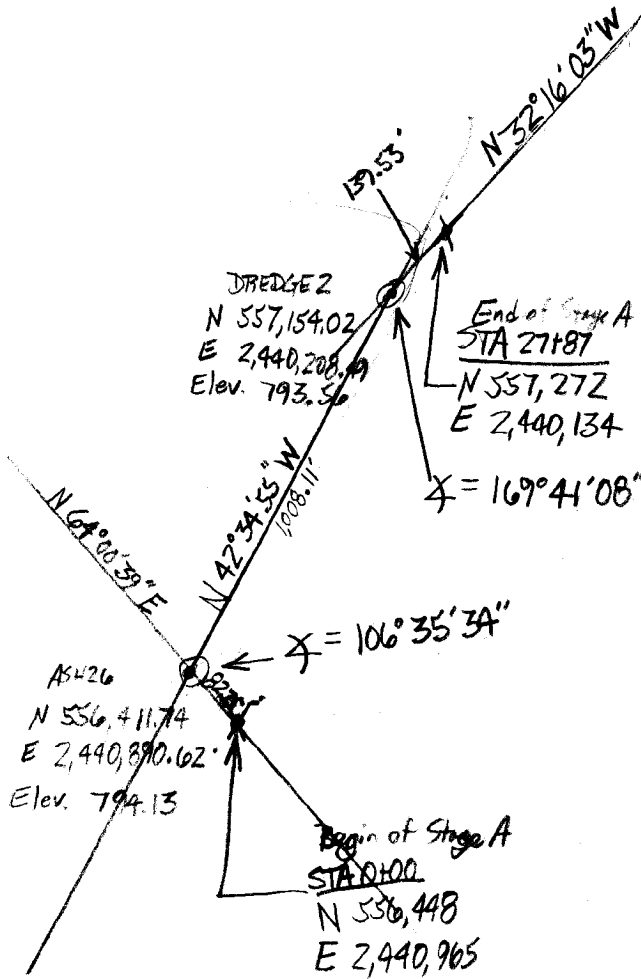 N 32°16'03" W
139.53'
DREDGE 2
N 557,154.02
E 2,440,208.49
Elev. 793.56
End of Stage A
STA 27+87
N 557,272
E 2,440,134
∡ = 169°41'08"
N 42°34'55" W
1,008.11'
N 64°00'39" E
∡ = 106°35'34"
ASH26
N 556,411.74
E 2,440,890.62
Elev. 794.13
Begin of Stage A
STA 0+00
N 556,448
E 2,440,965